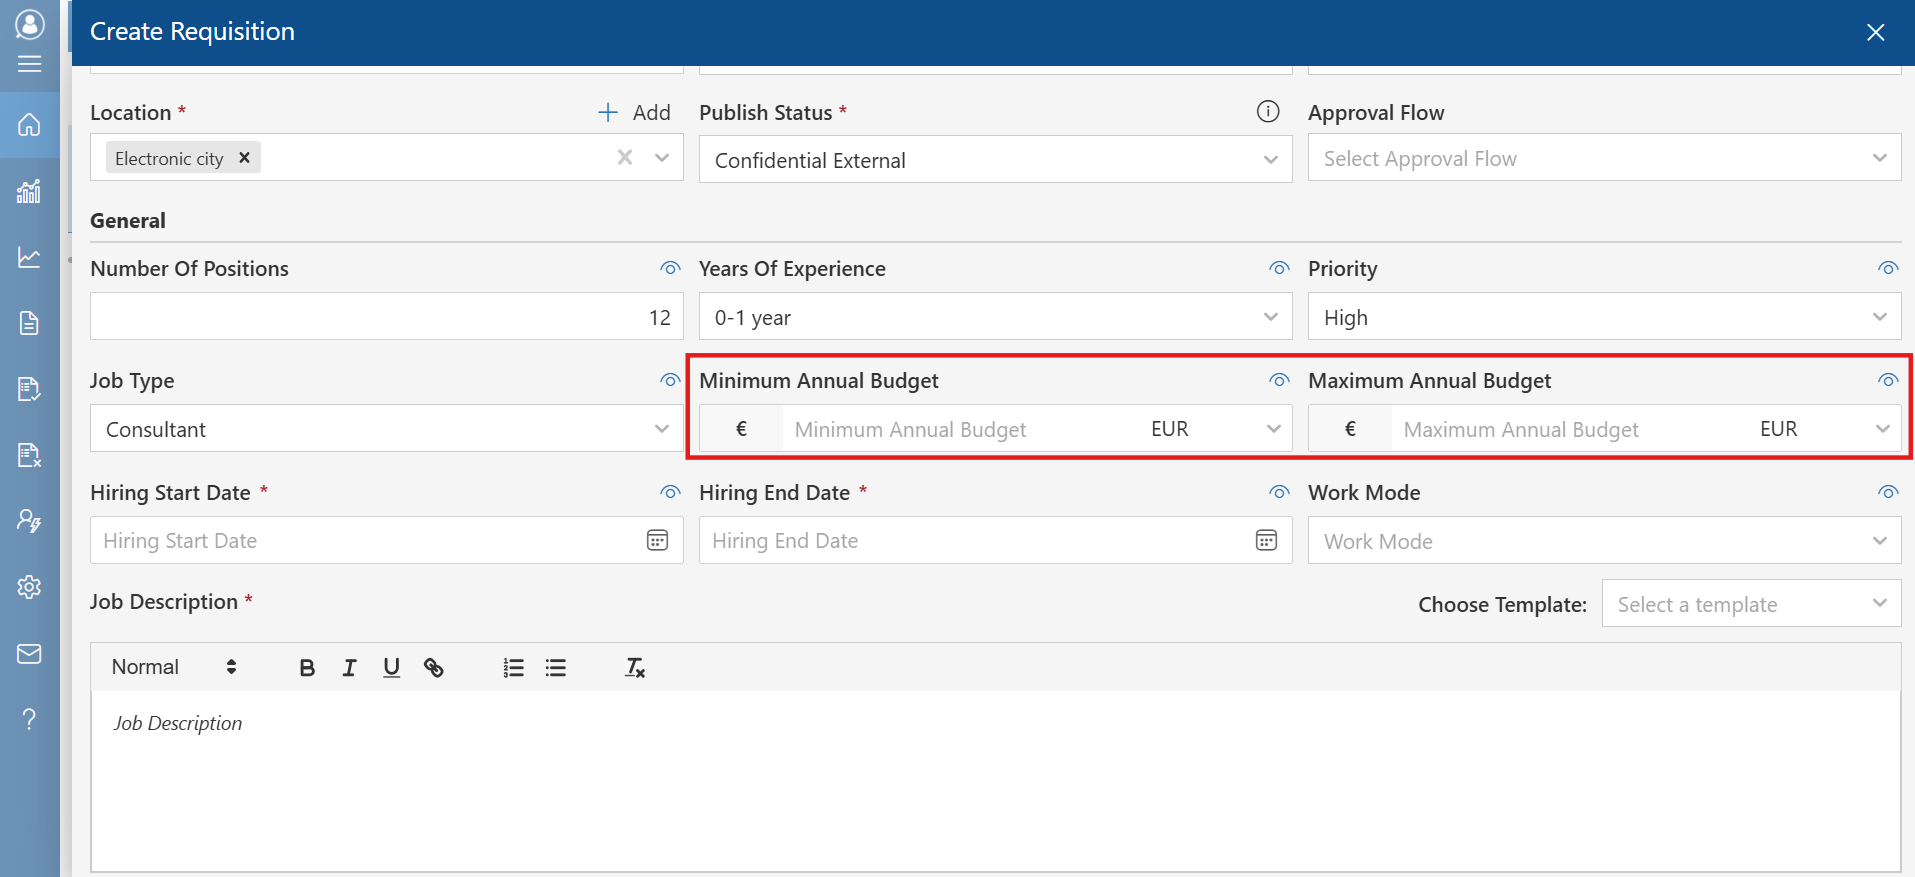 Create Requisition
Location *
Add
Publish Status *
Approval Flow
Electronic city
Confidential External
Select Approval Flow
General
Number Of Positions
Years Of Experience
Priority
12
0-1 year
High
Job Type
Minimum Annual Budget
Maximum Annual Budget
Consultant
€ Minimum Annual Budget EUR
€ Maximum Annual Budget EUR
Hiring Start Date *
Hiring End Date *
Work Mode
Hiring Start Date
Hiring End Date
Work Mode
Job Description *
Choose Template:
Select a template
Normal
Job Description